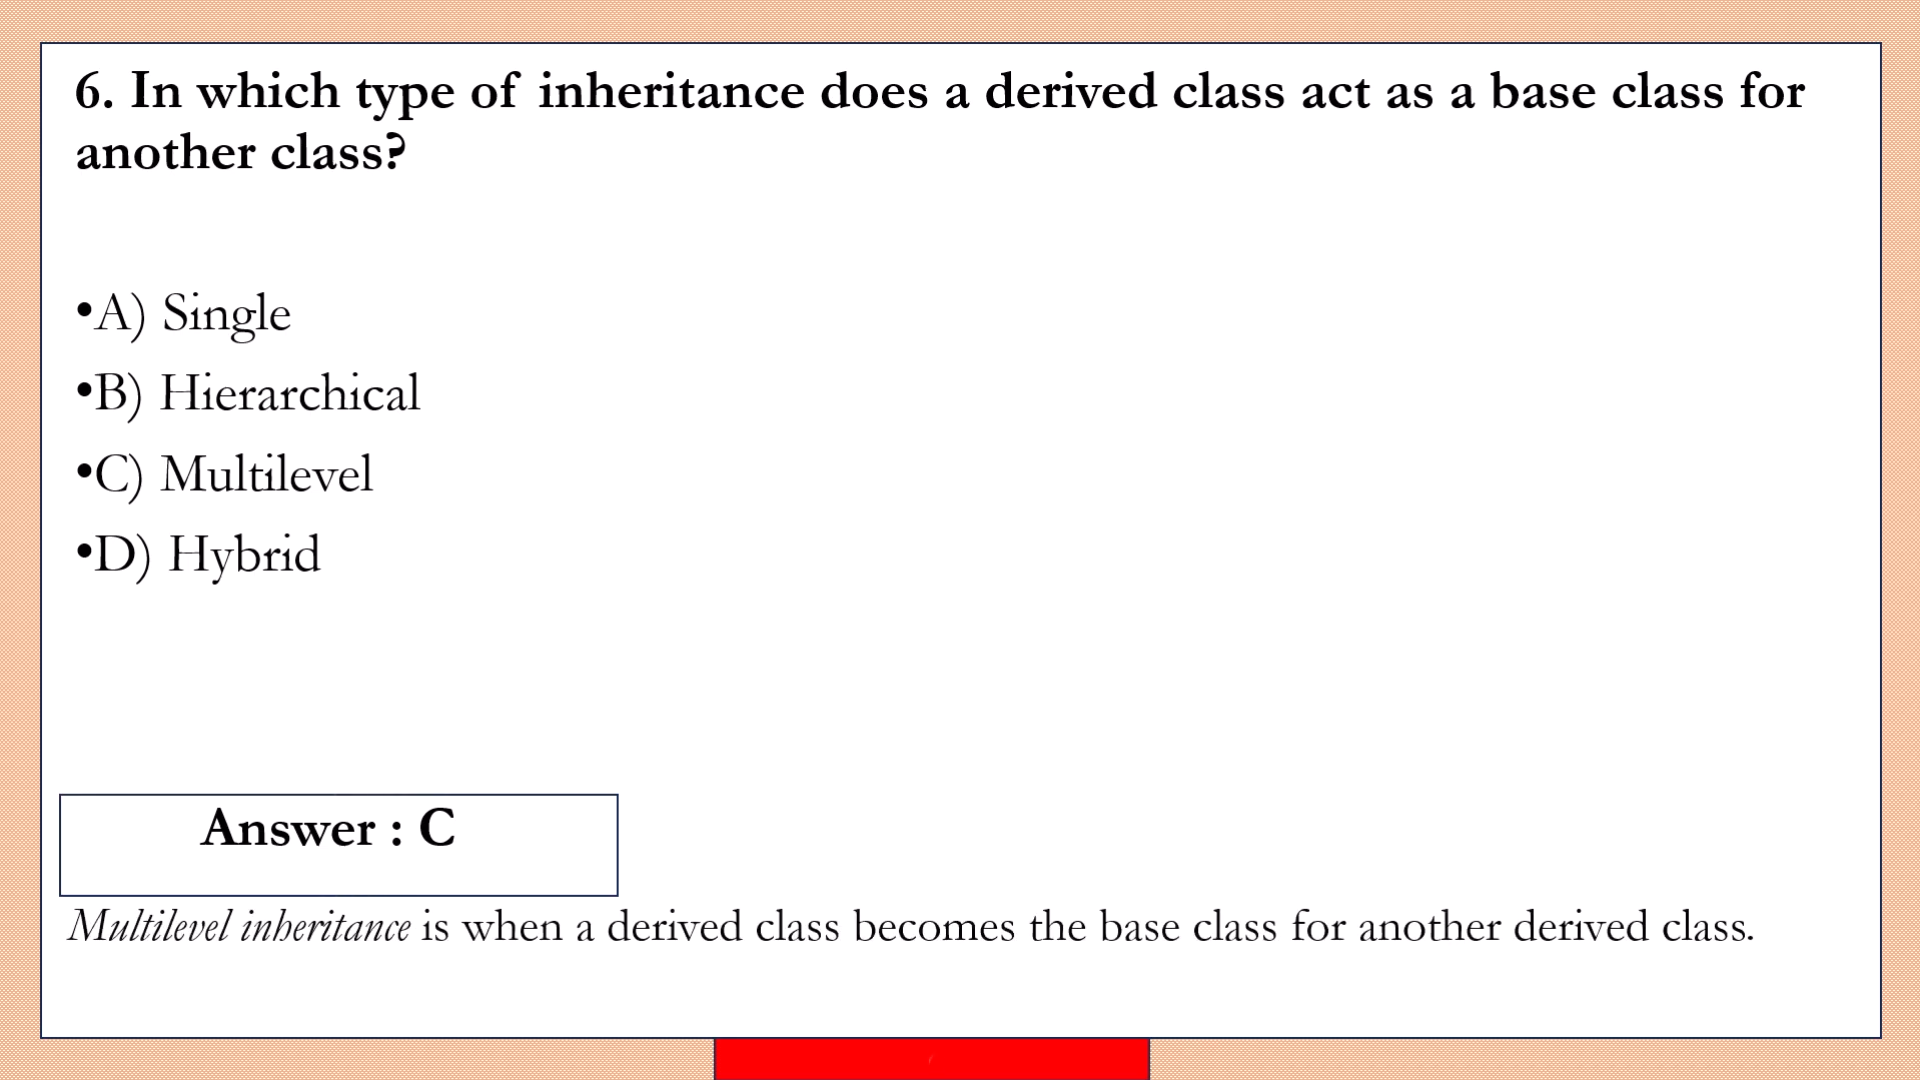 6. In which type of inheritance does a derived class act as a base class for
another class?
•A) Single
•B) Hierarchical
•C) Multilevel
•D) Hybrid
Answer : C
Multilevel inheritance is when a derived class becomes the base class for another derived class.